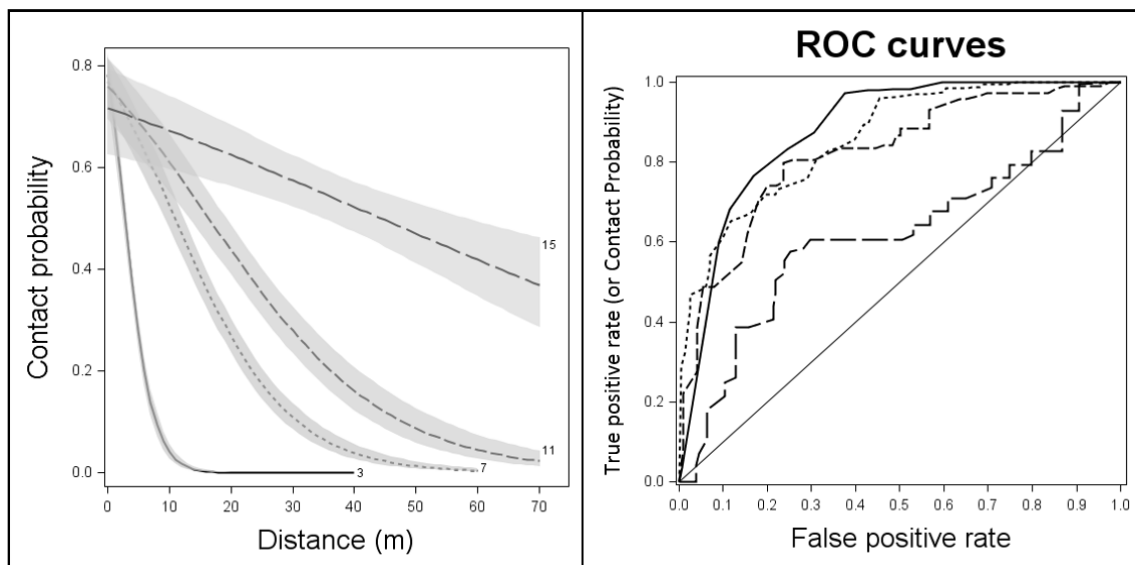 0.8
0.6
0.4
0.2
0.0
Contact probability
15
11
7
3
0 10 20 30 40 50 60 70
Distance (m)
ROC curves
1.0
0.8
0.6
0.4
0.2
0.0
True positive rate (or Contact Probability)
0.0 0.1 0.2 0.3 0.4 0.5 0.6 0.7 0.8 0.9 1.0
False positive rate